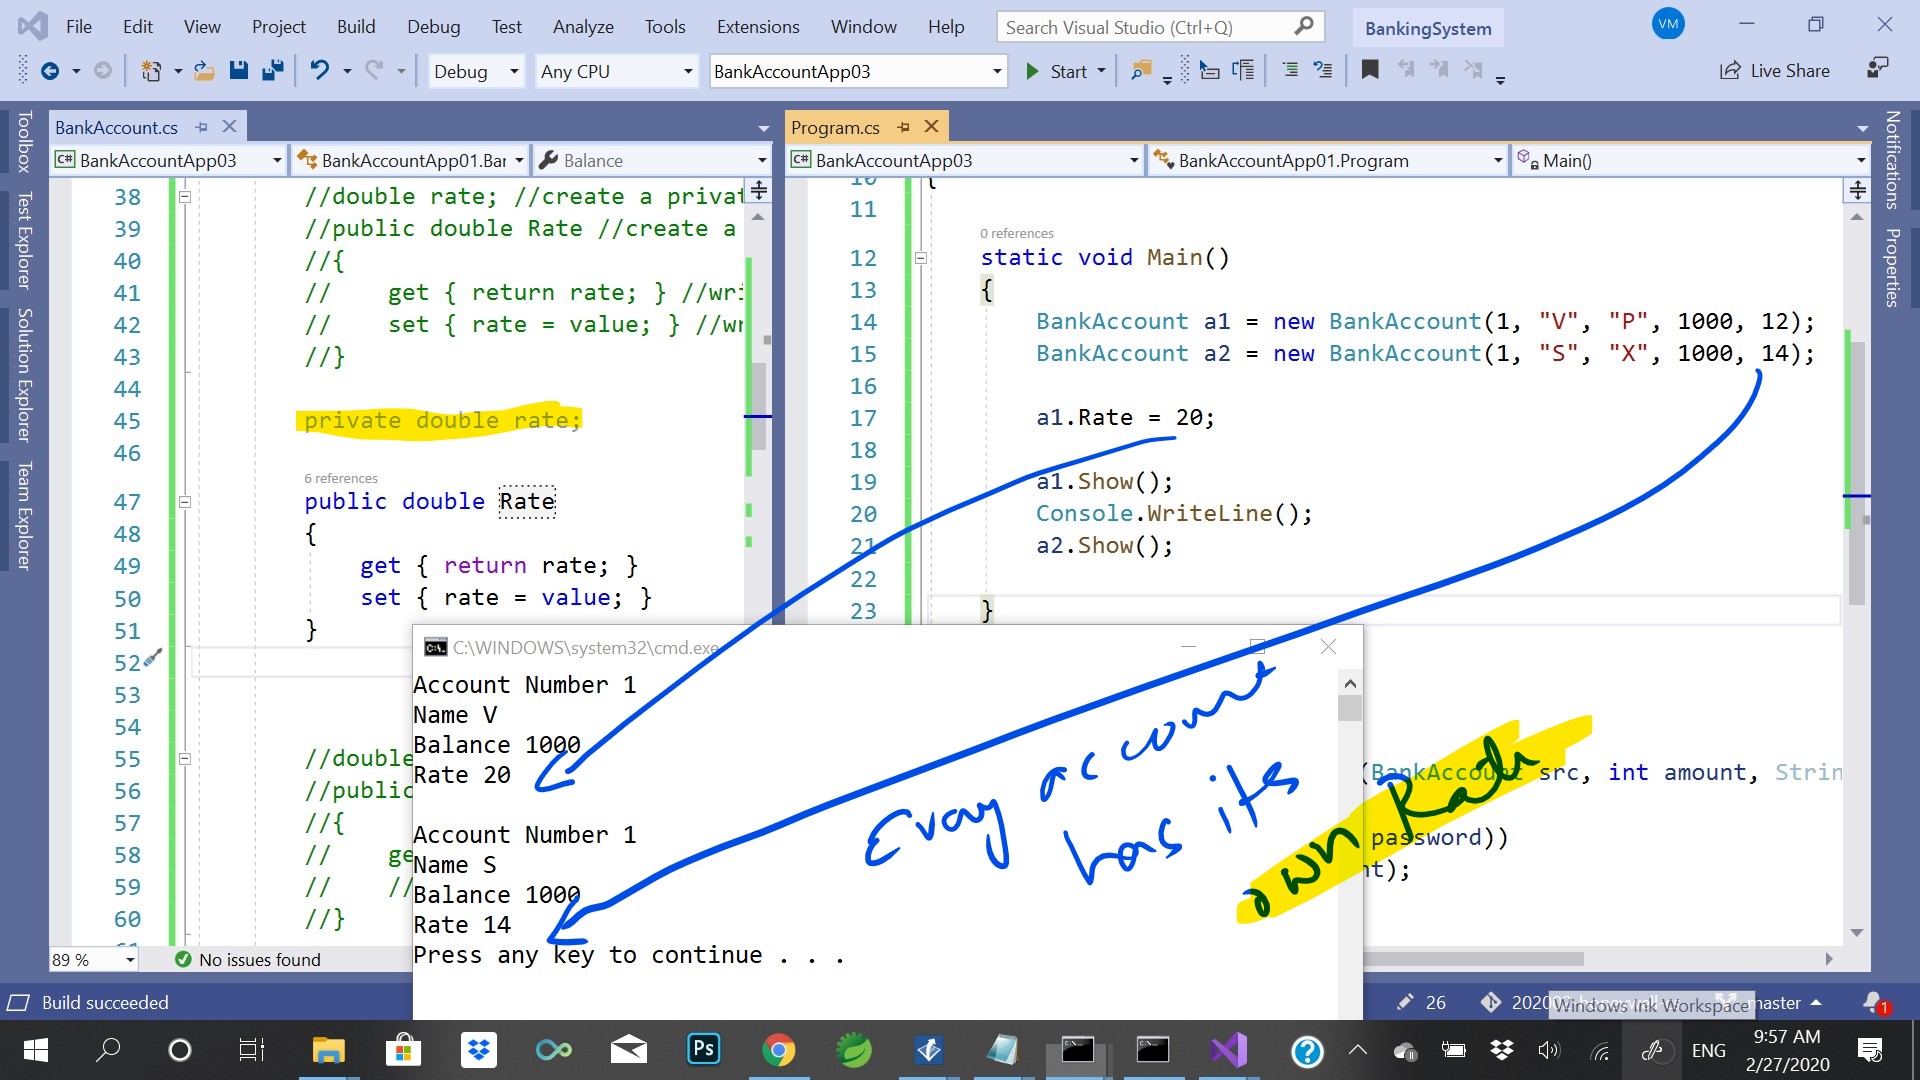 File Edit View Project Build Debug Test Analyze Tools Extensions Window Help Search Visual Studio (Ctrl+Q) BankingSystem VM
Debug Any CPU BankAccountApp03 Start Live Share
Toolbox
Test Explorer
Solution Explorer
Team Explorer
BankAccount.cs
C# BankAccountApp03 BankAccountApp01.Bar Balance
38 //double rate; //create a privat
39 //public double Rate //create a
40 //{
41 // get { return rate; } //wri
42 // set { rate = value; } //wr
43 //}
44
45 private double rate;
46
6 references
47 public double Rate
48 {
49 get { return rate; }
50 set { rate = value; }
51 }
52
53
54
55 //double
56 //public
57 //{
58 // ge
59 // //
60 //}
89 % No issues found
Program.cs
C# BankAccountApp03 BankAccountApp01.Program Main()
10 {
11
0 references
12 static void Main()
13 {
14 BankAccount a1 = new BankAccount(1, "V", "P", 1000, 12);
15 BankAccount a2 = new BankAccount(1, "S", "X", 1000, 14);
16
17 a1.Rate = 20;
18
19 a1.Show();
20 Console.WriteLine();
21 a2.Show();
22
23 }
(BankAccount src, int amount, Strin
password))
nt);
Notifications
Properties
C:\WINDOWS\system32\cmd.exe
Account Number 1
Name V
Balance 1000
Rate 20
Account Number 1
Name S
Balance 1000
Rate 14
Press any key to continue . . .
Every account
has its
own Rate
Build succeeded 26 master 1
Windows Ink Workspace
Ps ENG 9:57 AM
2/27/2020